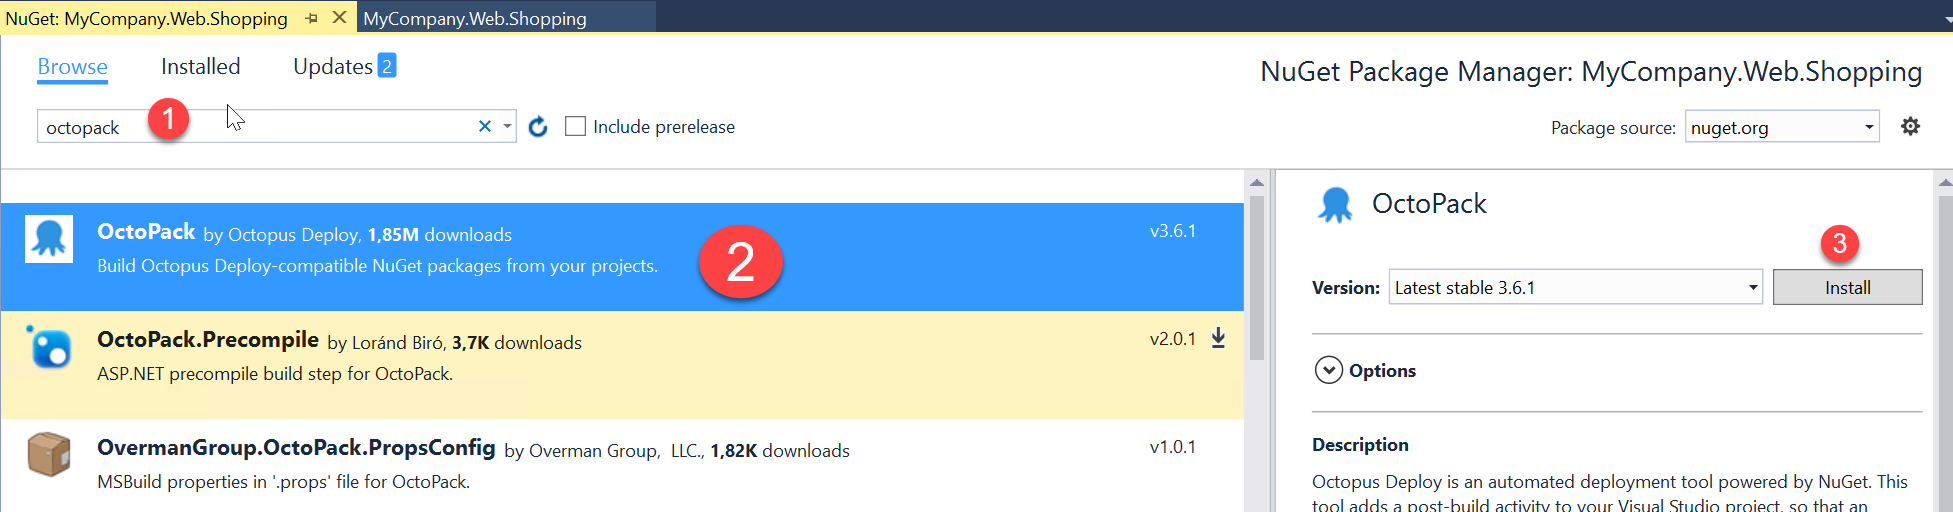 NuGet: MyCompany.Web.Shopping
MyCompany.Web.Shopping
Browse
Installed
Updates 2
NuGet Package Manager: MyCompany.Web.Shopping
octopack
1
Include prerelease
Package source: nuget.org
OctoPack by Octopus Deploy, 1,85M downloads
v3.6.1
Build Octopus Deploy-compatible NuGet packages from your projects.
2
OctoPack.Precompile by Loránd Biró, 3,7K downloads
v2.0.1
ASP.NET precompile build step for OctoPack.
OvermanGroup.OctoPack.PropsConfig by Overman Group, LLC., 1,82K downloads
v1.0.1
MSBuild properties in '.props' file for OctoPack.
OctoPack
3
Version: Latest stable 3.6.1
Install
Options
Description
Octopus Deploy is an automated deployment tool powered by NuGet. This
tool adds a post-build activity to your Visual Studio project, so that an